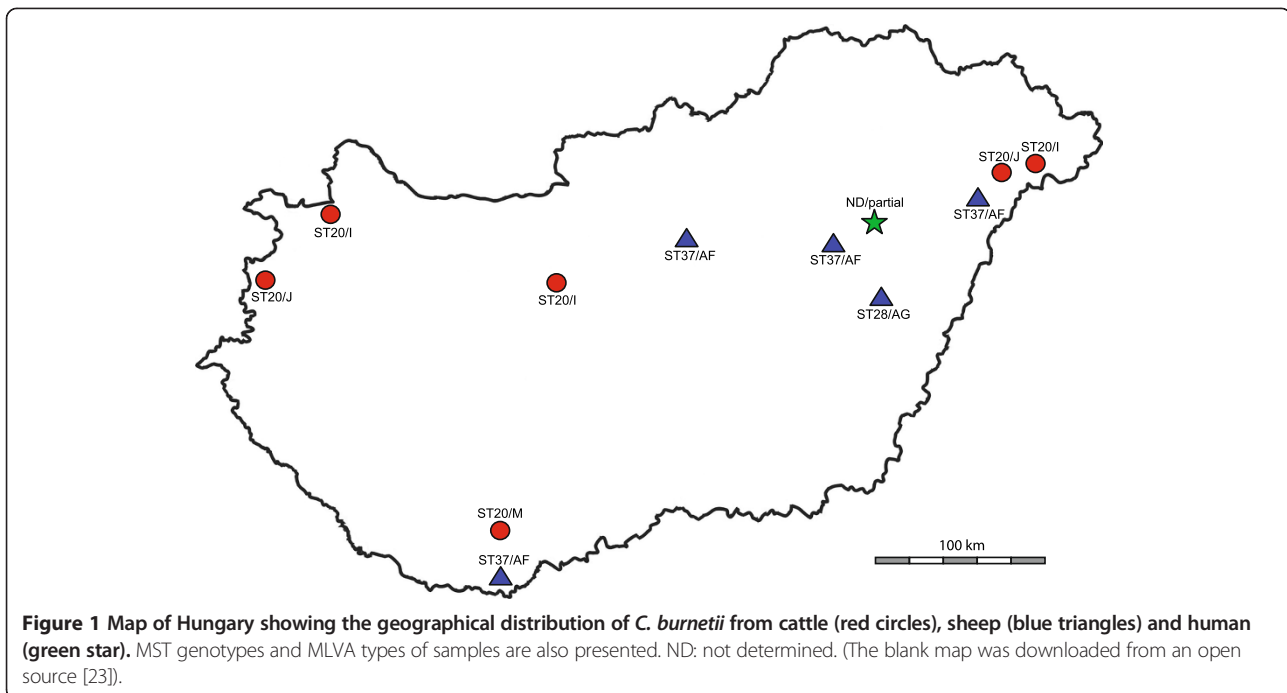 ST20/J
ST20/I
ST37/AF
ND/partial
ST20/I
ST37/AF
ST37/AF
ST20/J
ST20/I
ST28/AG
ST20/M
ST37/AF
100 km
Figure 1 Map of Hungary showing the geographical distribution of C. burnetii from cattle (red circles), sheep (blue triangles) and human
(green star). MST genotypes and MLVA types of samples are also presented. ND: not determined. (The blank map was downloaded from an open
source [23]).